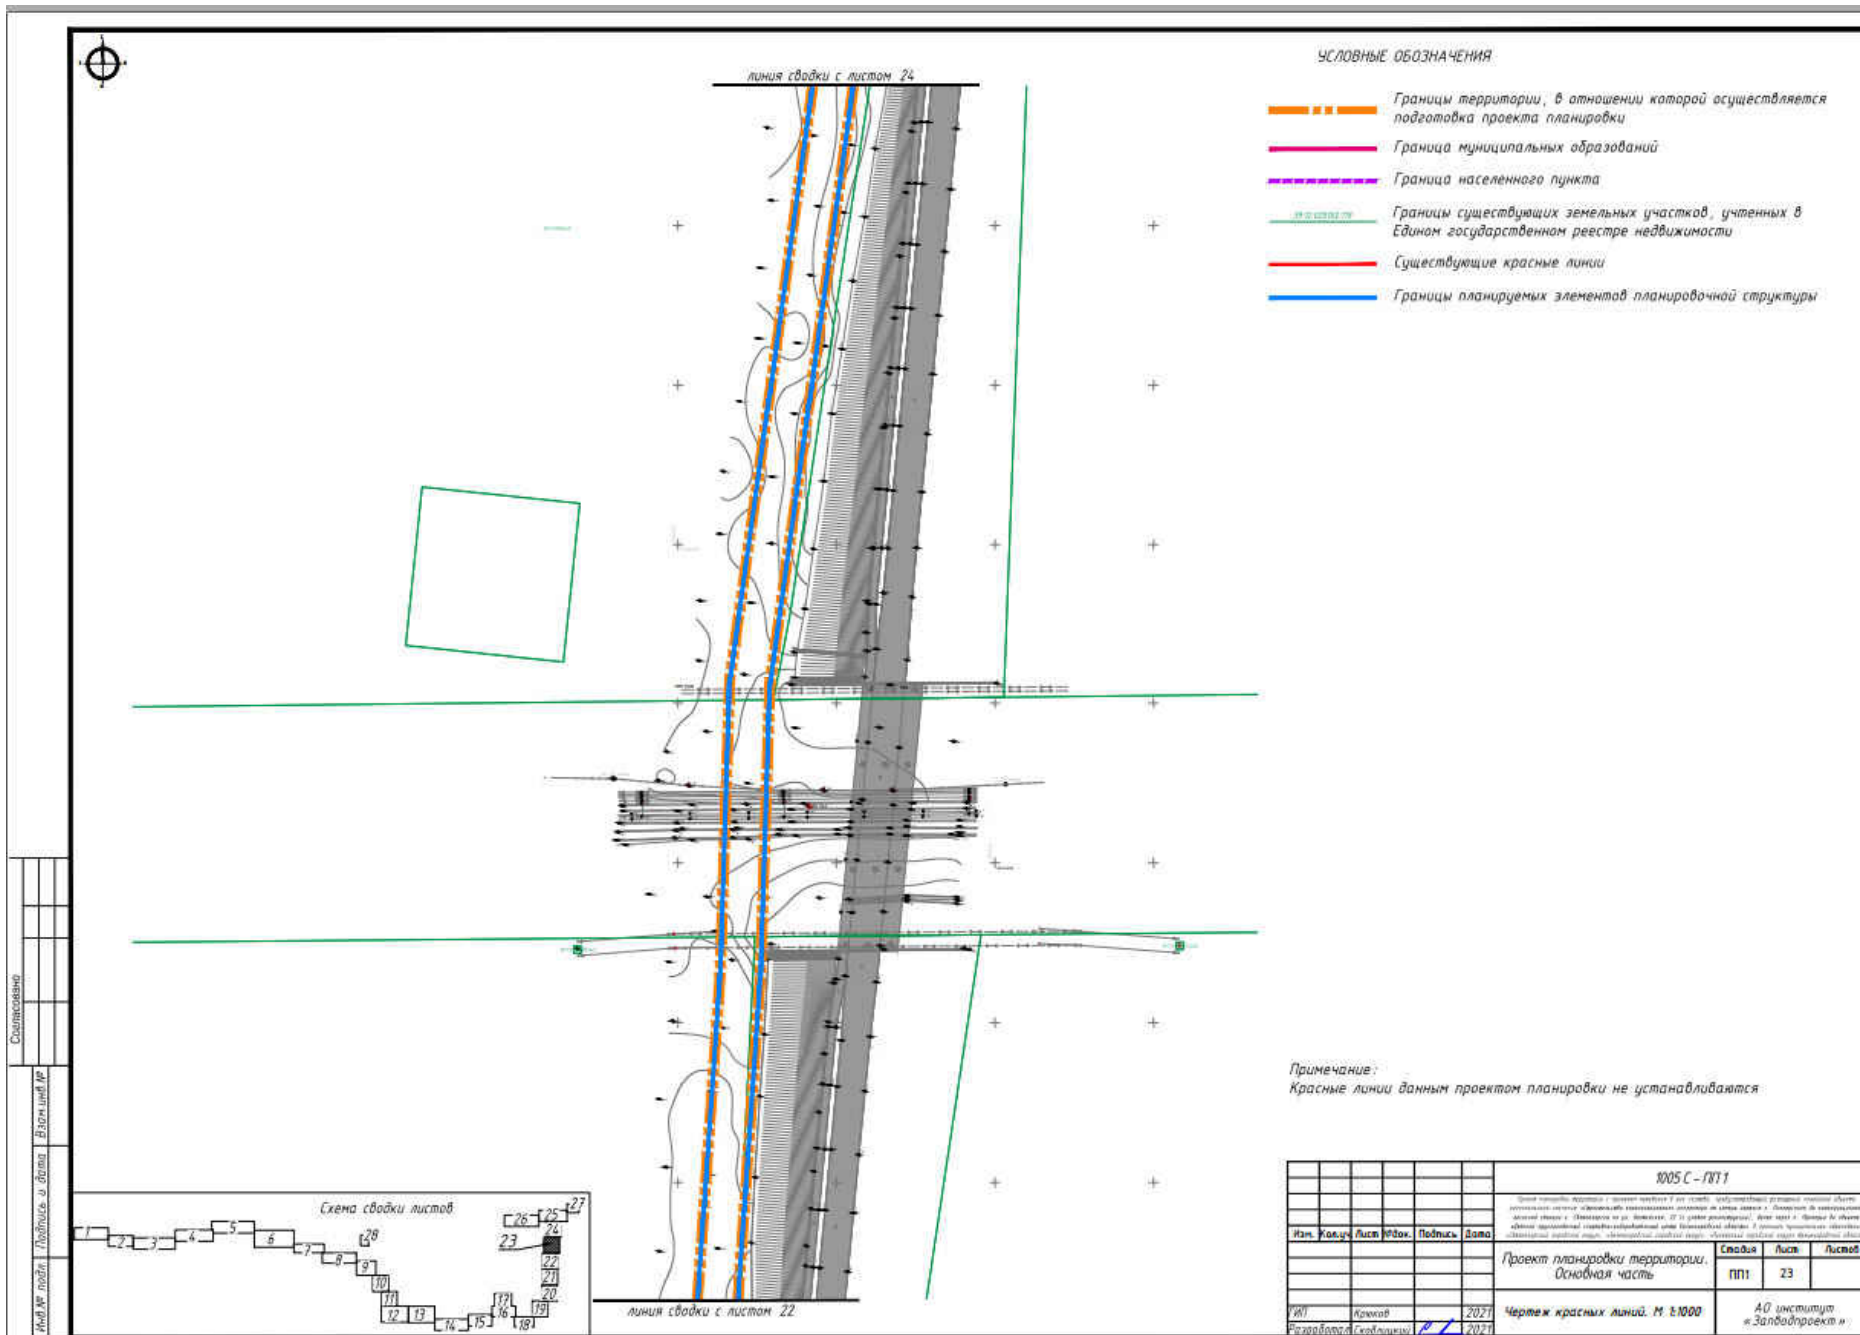 линия сводки с листом 24
УСЛОВНЫЕ ОБОЗНАЧЕНИЯ
Границы территории, в отношении которой осуществляется
подготовка проекта планировки
Граница муниципальных образований
Граница населенного пункта
Границы существующих земельных участков, учтенных в
Едином государственном реестре недвижимости
Существующие красные линии
Границы планируемых элементов планировочной структуры
Примечание:
Красные линии данным проектом планировки не устанавливаются
Согласовано
Взам.инв.№
Подпись и дата
Инв.№ подл.
Схема сводки листов
1
2
3
4
5
6
7
8
9
10
11
12
13
14
15
16
17
18
19
20
21
22
23
24
25
26
27
28
линия сводки с листом 22
1005 С - ПП1
Изм. Кол.уч Лист №док. Подпись Дата
Проект планировки территории.
Основная часть
Стадия Лист Листов
ПП1 23
ГИП Крюков 2021
Разработал 2021
Чертеж красных линий. М 1:1000
АО институт
«Запводпроект»